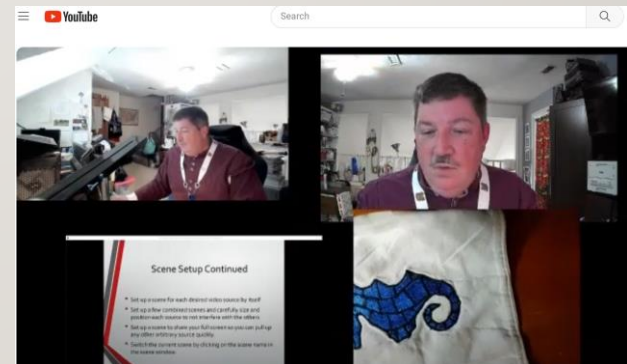 YouTube
Search
Scene Setup Continued
* Set up a scene for each desired video source by itself
* Set up a few combined scenes and carefully size and
position each source to not interfere with the others.
* Set up a scene to share your full screen so you can pull up
any other arbitrary source quickly.
* Switch the current scene by clicking on the scene name in
the scene window.